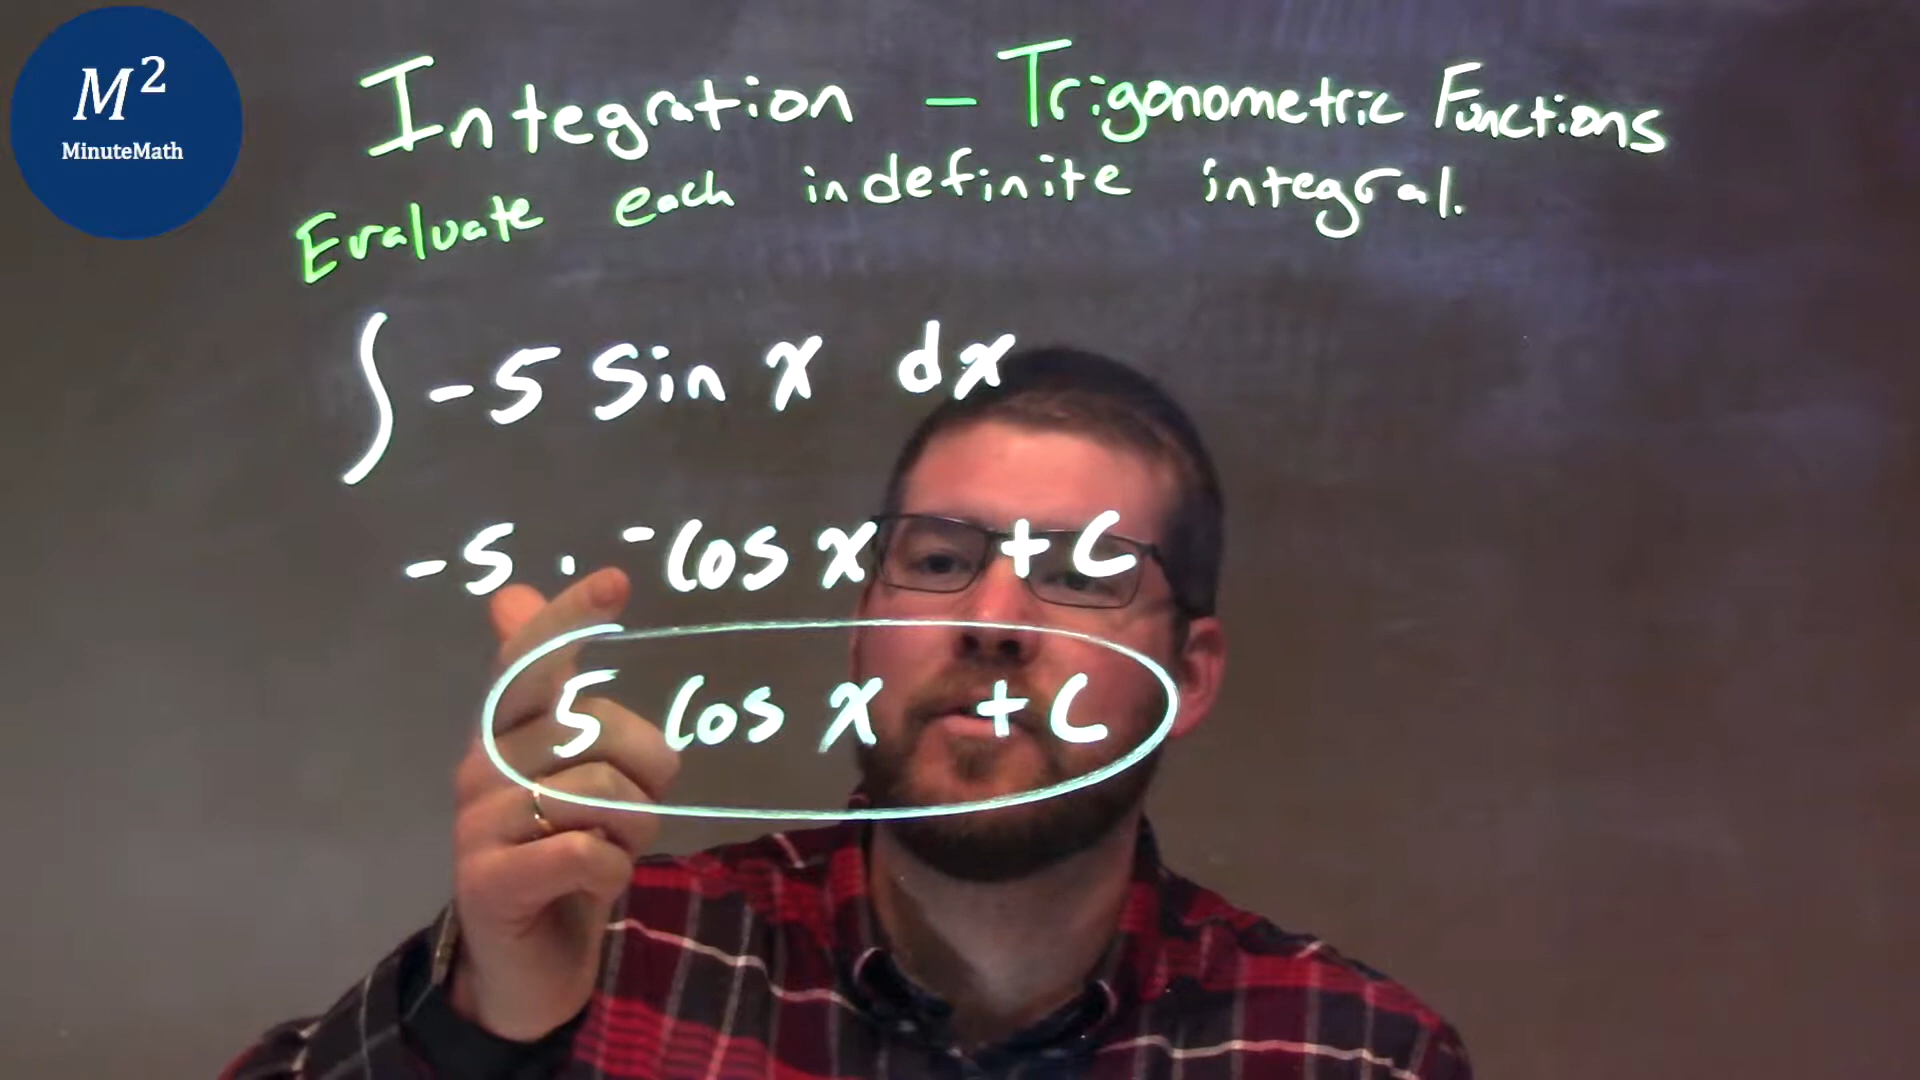 M²
MinuteMath
Integration - Trigonometric Functions
Evaluate each indefinite integral.
∫ -5 Sin x dx
-5 · -Cos x + C
5 Cos x + C